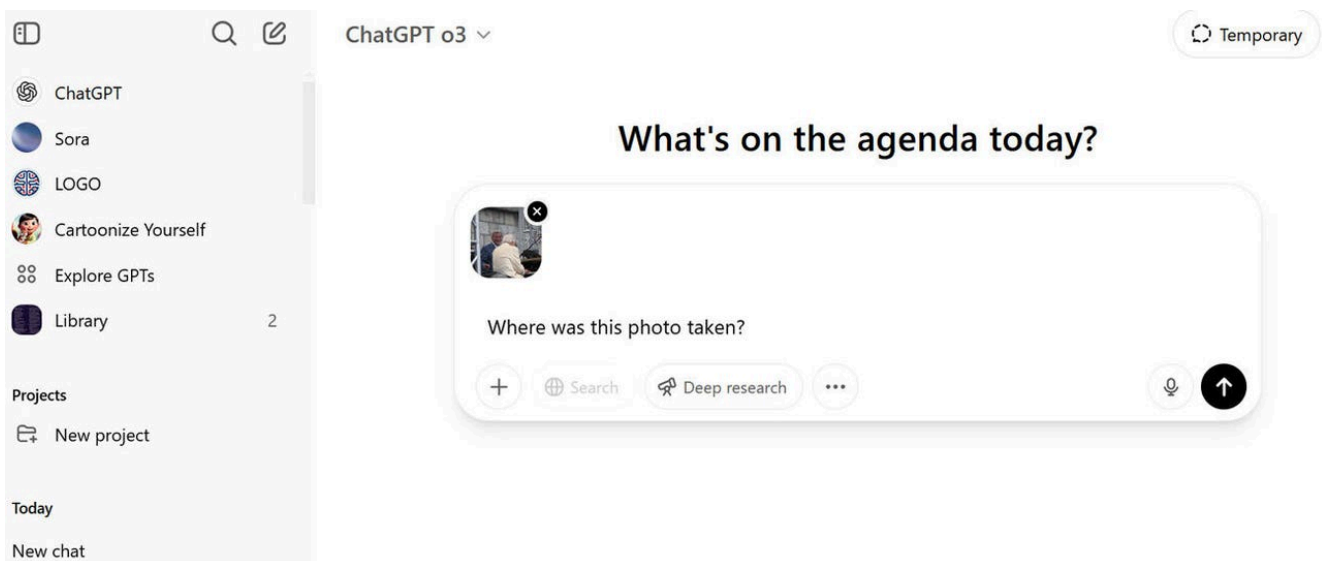 ChatGPT o3
Temporary
ChatGPT
Sora
LOGO
Cartoonize Yourself
Explore GPTs
Library 2
Projects
New project
Today
New chat
What's on the agenda today?
Where was this photo taken?
Search
Deep research